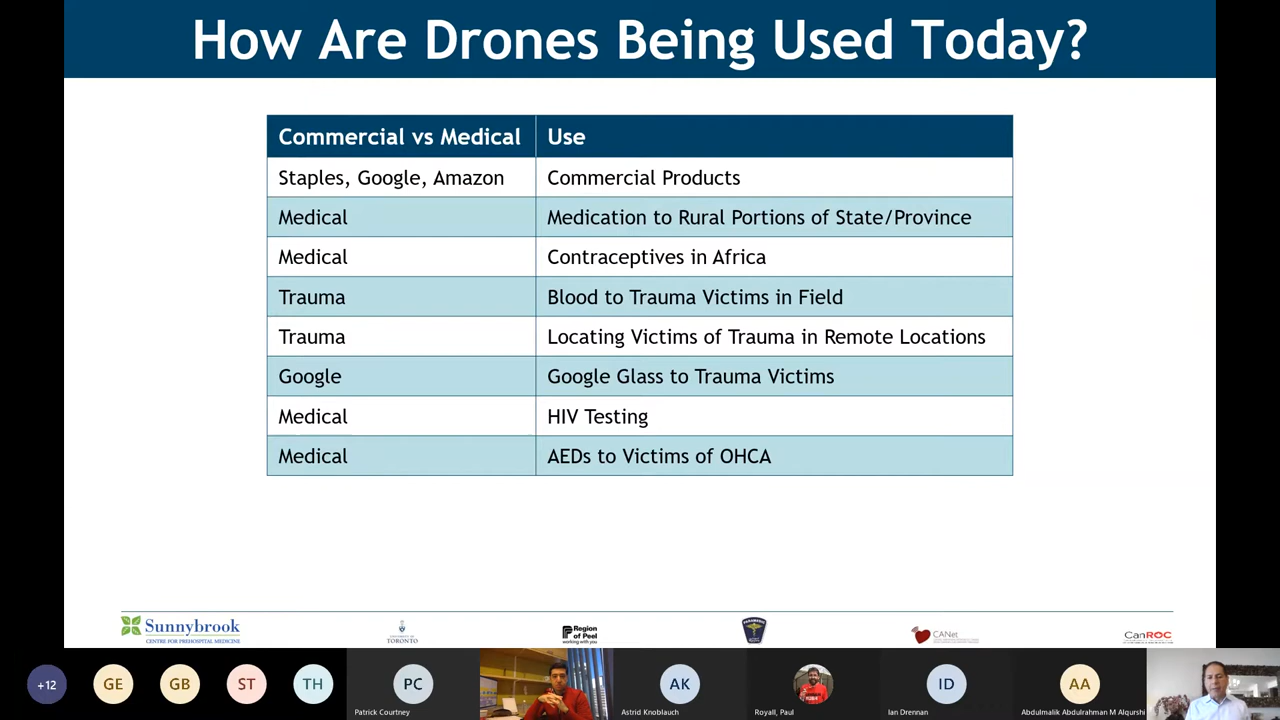 How Are Drones Being Used Today?
Commercial vs Medical Use
Staples, Google, Amazon Commercial Products
Medical Medication to Rural Portions of State/Province
Medical Contraceptives in Africa
Trauma Blood to Trauma Victims in Field
Trauma Locating Victims of Trauma in Remote Locations
Google Google Glass to Trauma Victims
Medical HIV Testing
Medical AEDs to Victims of OHCA
Sunnybrook
CENTRE FOR PREHOSPITAL MEDICINE
UNIVERSITY OF
TORONTO
Region
of Peel
working with you
PARAMEDIC
CANet
CanROC
+12 GE GB ST TH PC AK ID AA
Patrick Courtney Astrid Knoblauch Royall, Paul Ian Drennan Abdulmalik Abdulrahman M Alqurshi